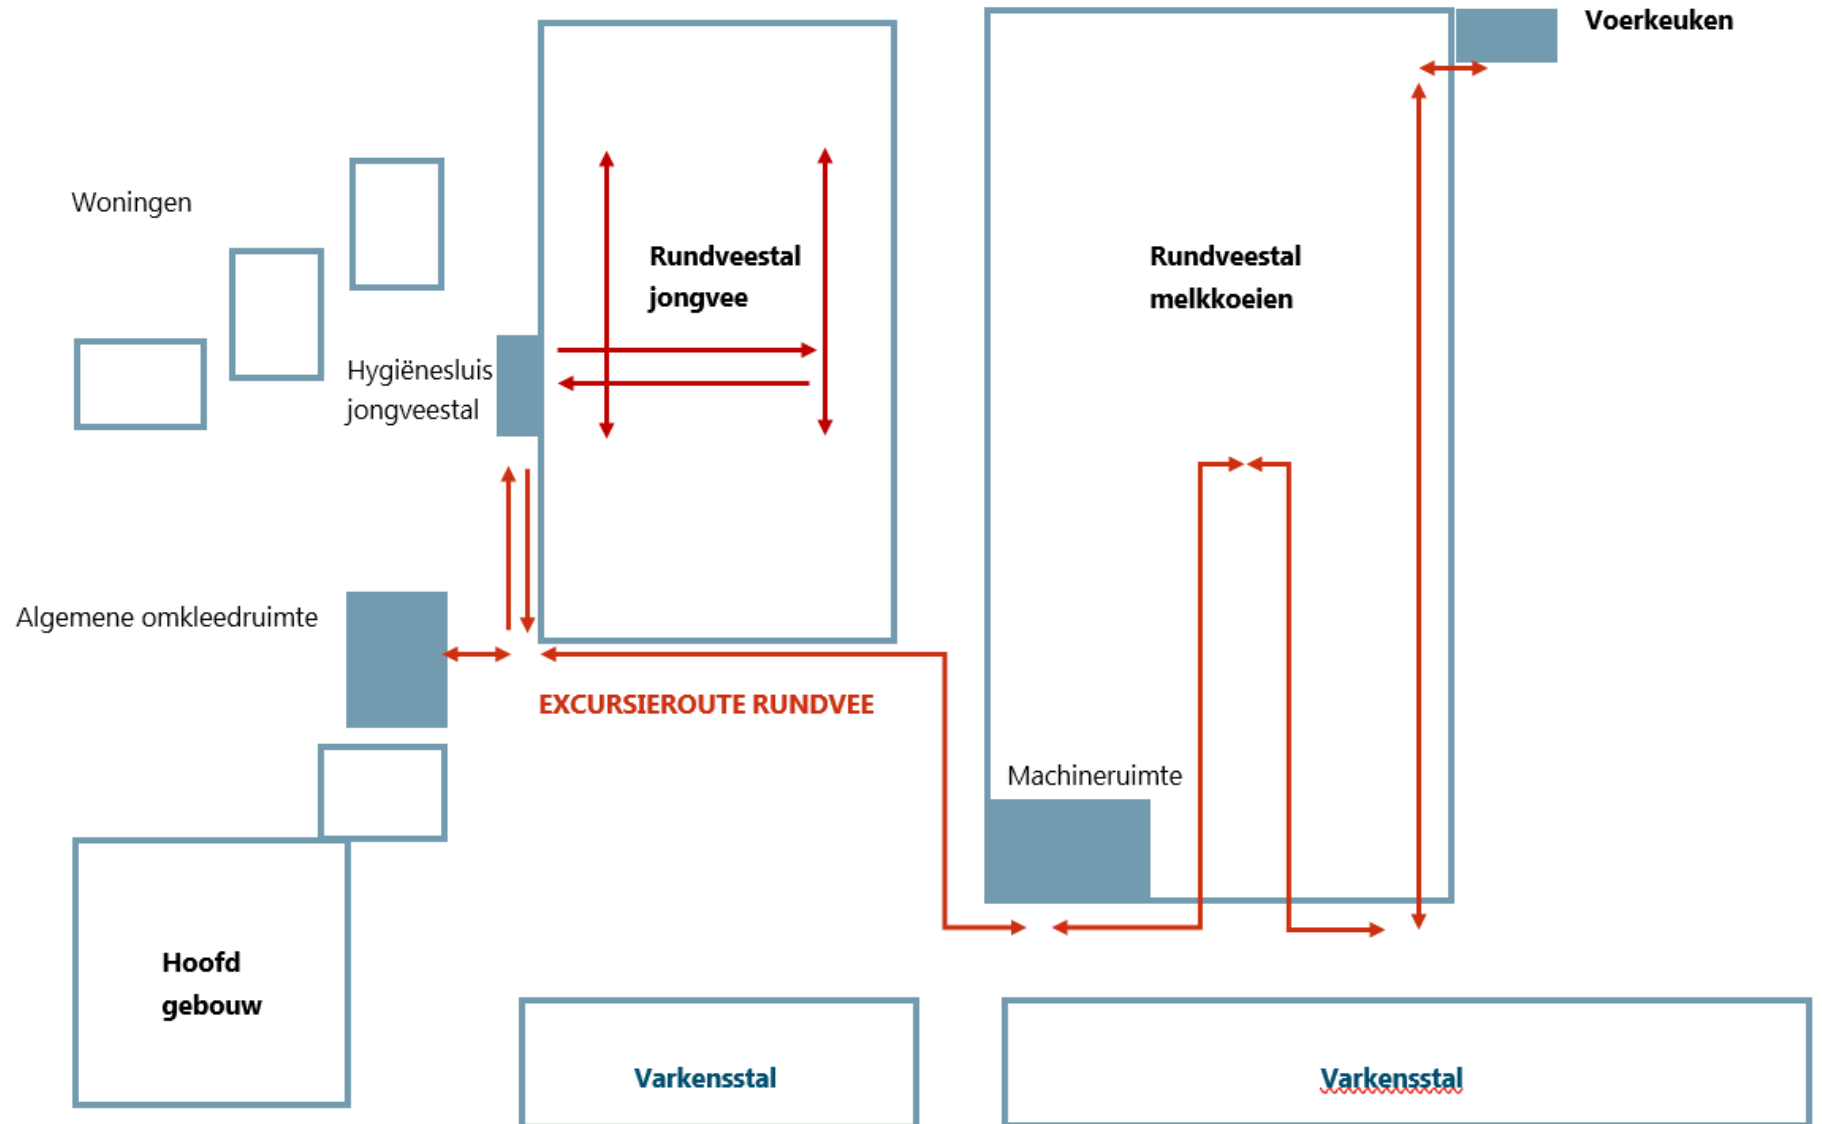 Voerkeuken
Woningen
Rundveestal
jongvee
Rundveestal
melkkoeien
Hygiënesluis
jongveestal
Algemene omkleedruimte
EXCURSIEROUTE RUNDVEE
Machineruimte
Hoofd
gebouw
Varkensstal
Varkensstal